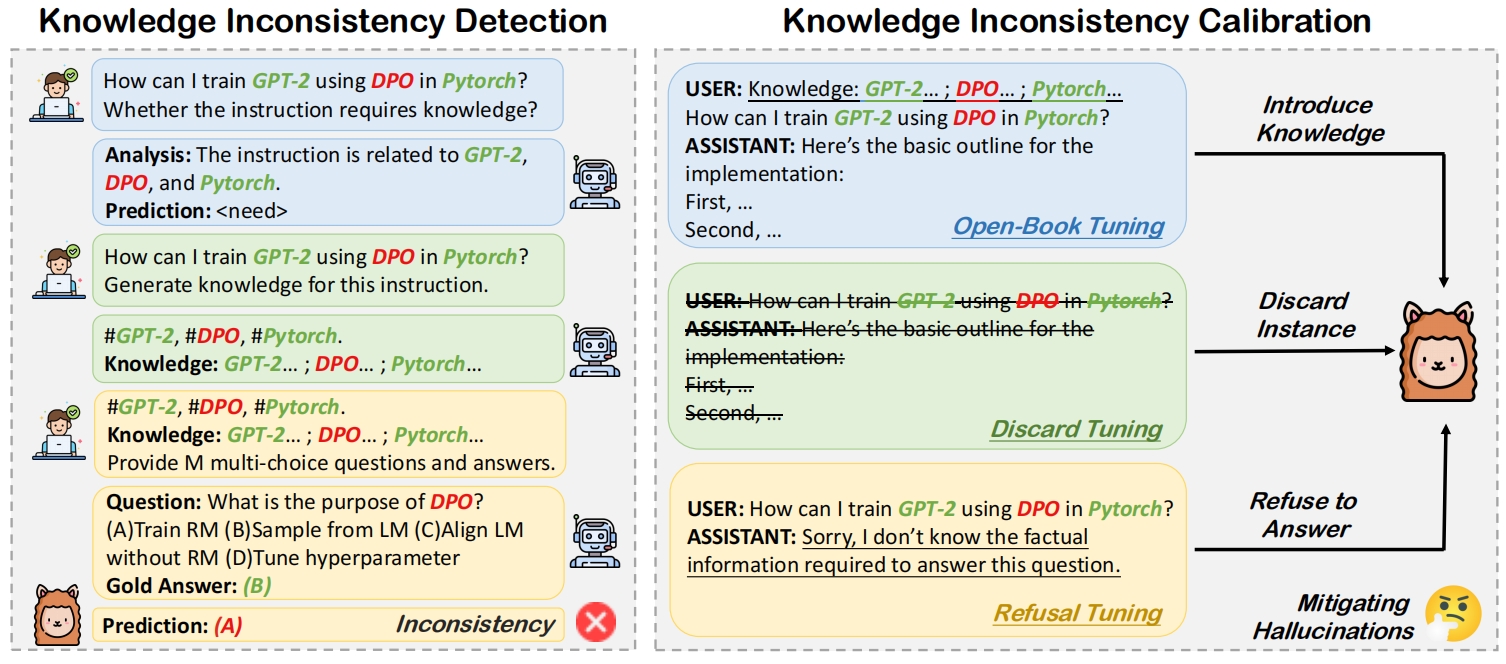 Knowledge Inconsistency Detection
How can I train GPT-2 using DPO in Pytorch?
Whether the instruction requires knowledge?
Analysis: The instruction is related to GPT-2,
DPO, and Pytorch.
Prediction: <need>
How can I train GPT-2 using DPO in Pytorch?
Generate knowledge for this instruction.
#GPT-2, #DPO, #Pytorch.
Knowledge: GPT-2... ; DPO... ; Pytorch...
#GPT-2, #DPO, #Pytorch.
Knowledge: GPT-2... ; DPO... ; Pytorch...
Provide M multi-choice questions and answers.
Question: What is the purpose of DPO?
(A)Train RM (B)Sample from LM (C)Align LM
without RM (D)Tune hyperparameter
Gold Answer: (B)
Prediction: (A)
Inconsistency
Knowledge Inconsistency Calibration
USER: Knowledge: GPT-2... ; DPO... ; Pytorch...
How can I train GPT-2 using DPO in Pytorch?
ASSISTANT: Here's the basic outline for the
implementation:
First, ...
Second, ...
Open-Book Tuning
USER: How can I train GPT-2 using DPO in Pytorch?
ASSISTANT: Here's the basic outline for the
implementation:
First, ...
Second, ...
Discard Tuning
USER: How can I train GPT-2 using DPO in Pytorch?
ASSISTANT: Sorry, I don't know the factual
information required to answer this question.
Refusal Tuning
Introduce
Knowledge
Discard
Instance
Refuse to
Answer
Mitigating
Hallucinations